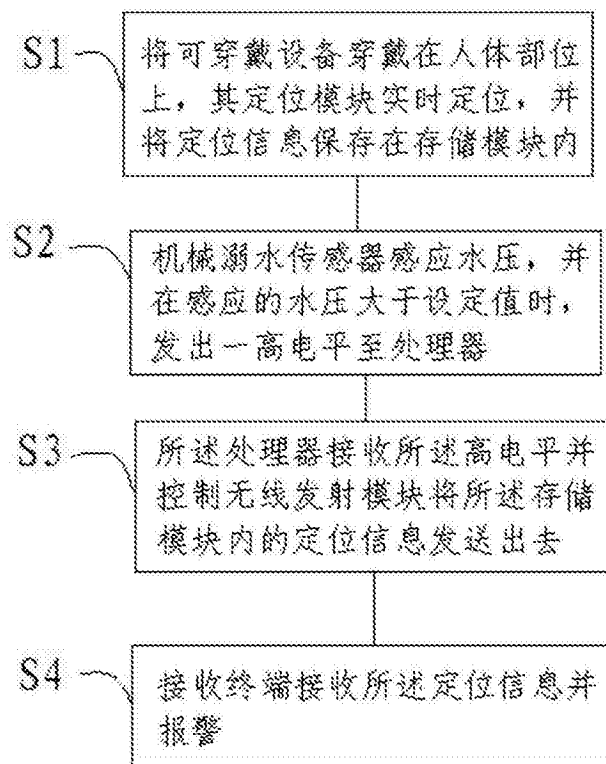 S1
将可穿戴设备穿戴在人体部位
上，其定位模块实时定位，并
将定位信息保存在存储模块内
S2
机械溺水传感器感应水压，并
在感应的水压大于设定值时，
发出一高电平至处理器
S3
所述处理器接收所述高电平并
控制无线发射模块将所述存储
模块内的定位信息发送出去
S4
接收终端接收所述定位信息并
报警